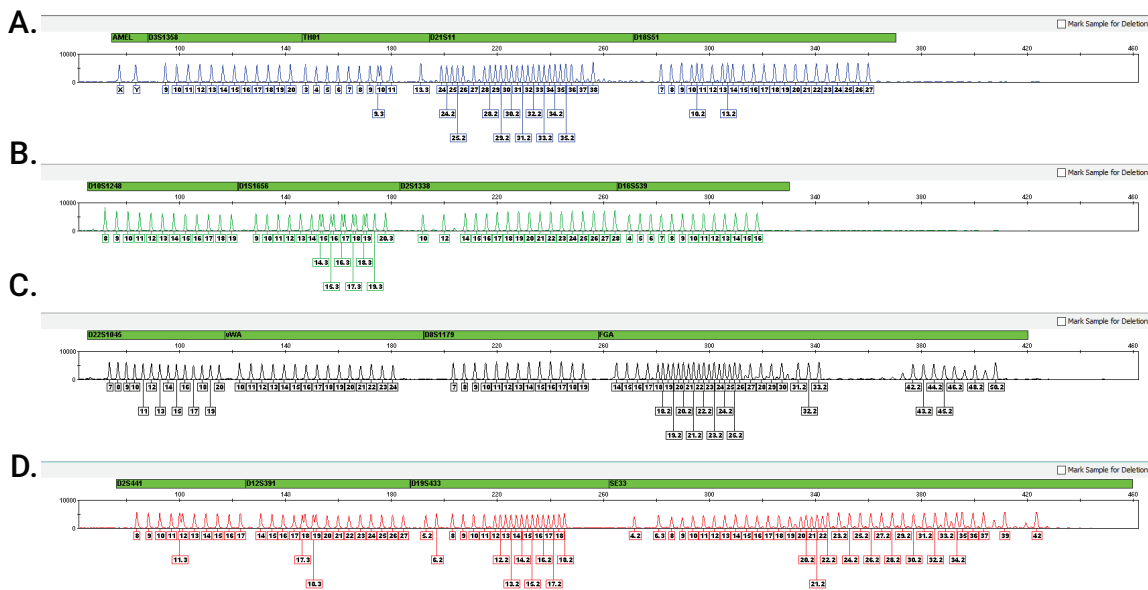 A.
Mark Sample for Deletion
AMEL D3S1358 TH01 D21S11 D18S51
100 140 180 220 260 300 340 380 420 460
10000
0
X Y 9 10 11 12 13 14 15 16 17 18 19 20 3 4 5 6 7 8 9 10 11 13.3 24 25 26 27 28 29 30 31 32 33 34 35 36 37 38 7 8 9 10 11 12 13 14 15 16 17 18 19 20 21 22 23 24 25 26 27
9.3 24.2 28.2 30.2 32.2 34.2 10.2 13.2
25.2 29.2 31.2 33.2 35.2
B.
Mark Sample for Deletion
D10S1248 D1S1656 D2S1338 D16S539
100 140 180 220 260 300 340 380 420 460
10000
0
8 9 10 11 12 13 14 15 16 17 18 19 9 10 11 12 13 14 15 16 17 18 19 20.3 10 12 14 15 16 17 18 19 20 21 22 23 24 25 26 27 28 4 5 6 7 8 9 10 11 12 13 14 15 16
14.3 16.3 18.3
15.3 17.3 19.3
C.
Mark Sample for Deletion
D22S1045 vWA D8S1179 FGA
100 140 180 220 260 300 340 380 420 460
10000
0
7 8 9 10 12 14 16 18 20 10 11 12 13 14 15 16 17 18 19 20 21 22 23 24 7 8 9 10 11 12 13 14 15 16 17 18 19 14 15 16 17 18 19 20 21 22 23 24 25 26 27 28 29 30 31.2 33.2 42.2 44.2 46.2 48.2 50.2
11 13 15 17 19 18.2 20.2 22.2 24.2 32.2 43.2 45.2
19.2 21.2 23.2 25.2
D.
Mark Sample for Deletion
D2S441 D12S391 D19S433 SE33
100 140 180 220 260 300 340 380 420 460
10000
0
8 9 10 11 12 13 14 15 16 17 14 15 16 17 18 19 20 21 22 23 24 25 26 27 5.2 8 9 10 11 12 13 14 15 16 17 18 4.2 6.3 8 9 10 11 12 13 14 15 16 17 18 19 20 21 22 23.2 25.2 27.2 29.2 31.2 33.2 35 36 37 39 42
11.3 17.3 6.2 12.2 14.2 16.2 18.2 20.2 22.2 24.2 26.2 28.2 30.2 32.2 34.2
18.3 13.2 15.2 17.2 21.2